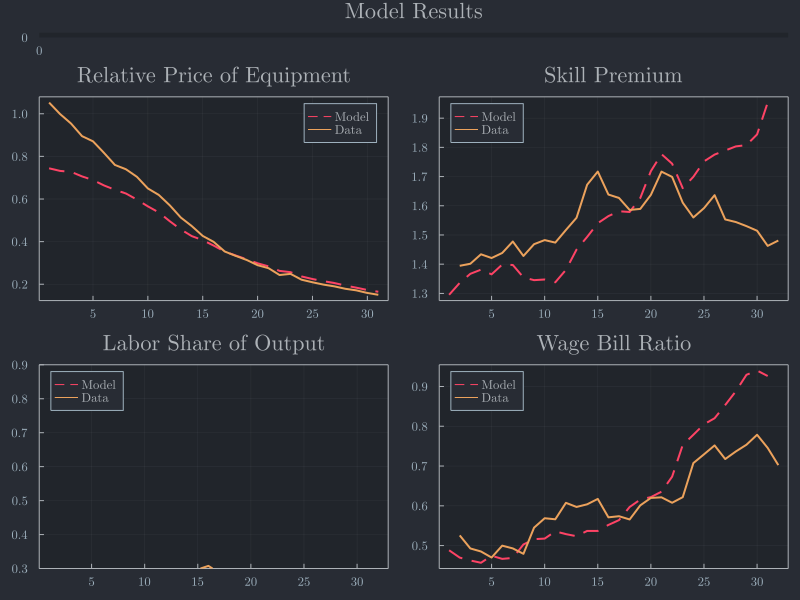 Model Results
0
0
Relative Price of Equipment
1.0
0.8
0.6
0.4
0.2
5 10 15 20 25 30
Model
Data
Skill Premium
1.9
1.8
1.7
1.6
1.5
1.4
1.3
5 10 15 20 25 30
Model
Data
Labor Share of Output
0.9
0.8
0.7
0.6
0.5
0.4
0.3
5 10 15 20 25 30
Model
Data
Wage Bill Ratio
0.9
0.8
0.7
0.6
0.5
5 10 15 20 25 30
Model
Data